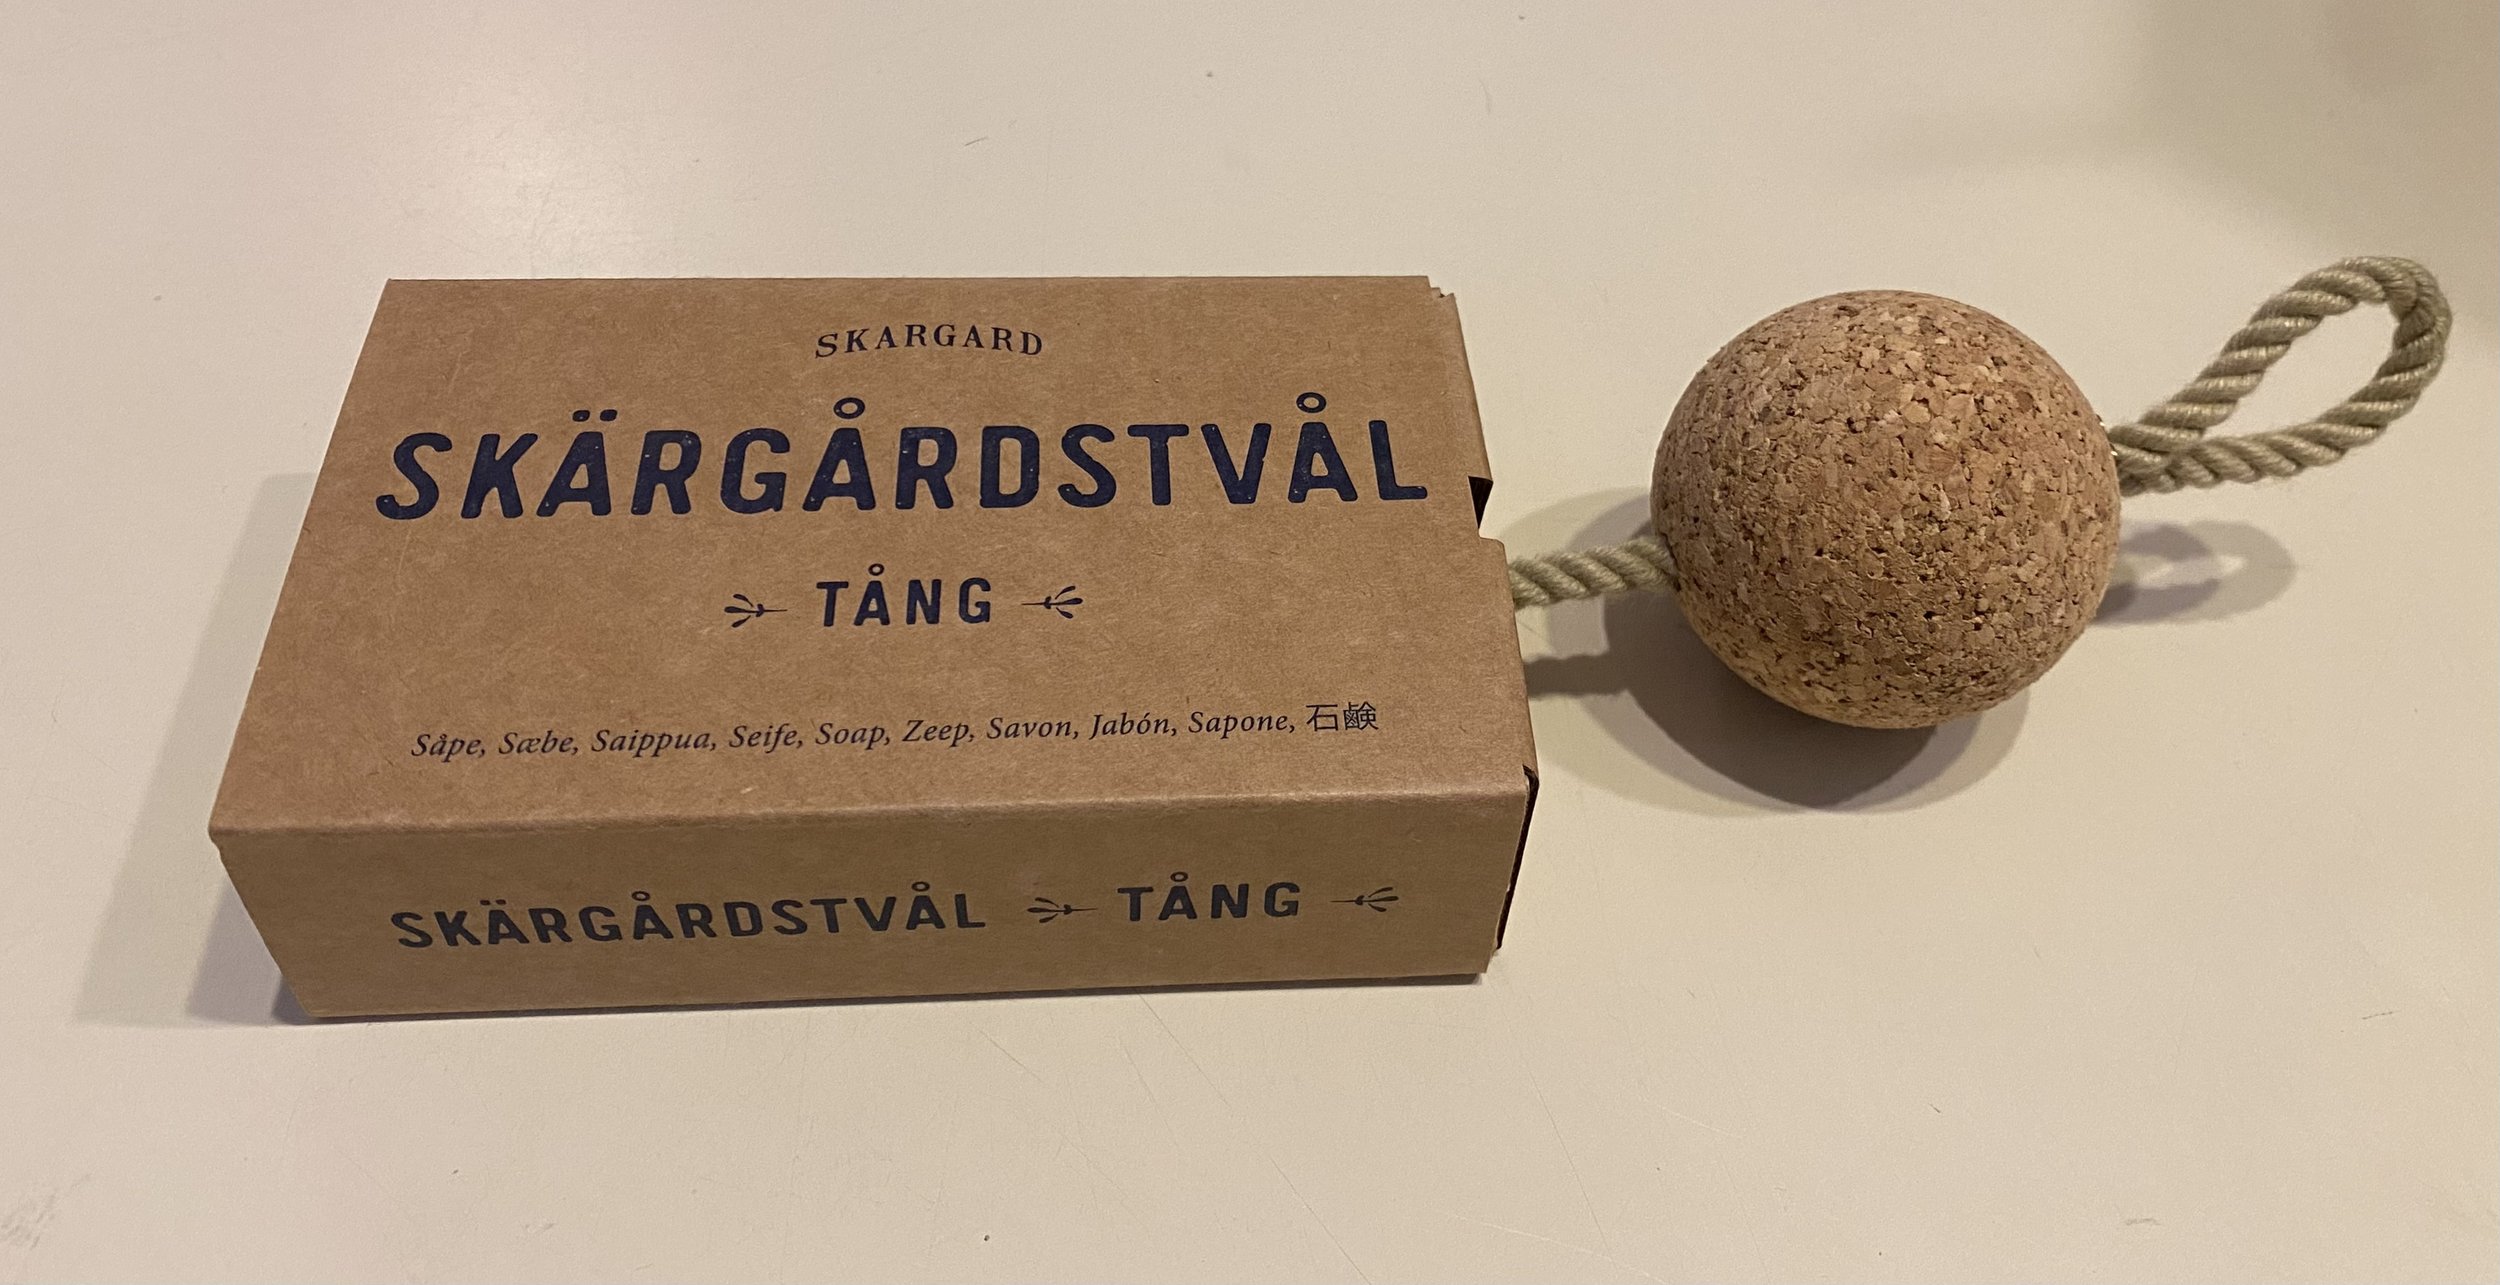 SKARGARD
SKÄRGÅRDSTVÅL
TÅNG
Såpe, Sæbe, Saippua, Seife, Soap, Zeep, Savon, Jabón, Sapone, 石鹸
SKÄRGÅRDSTVÅL TÅNG